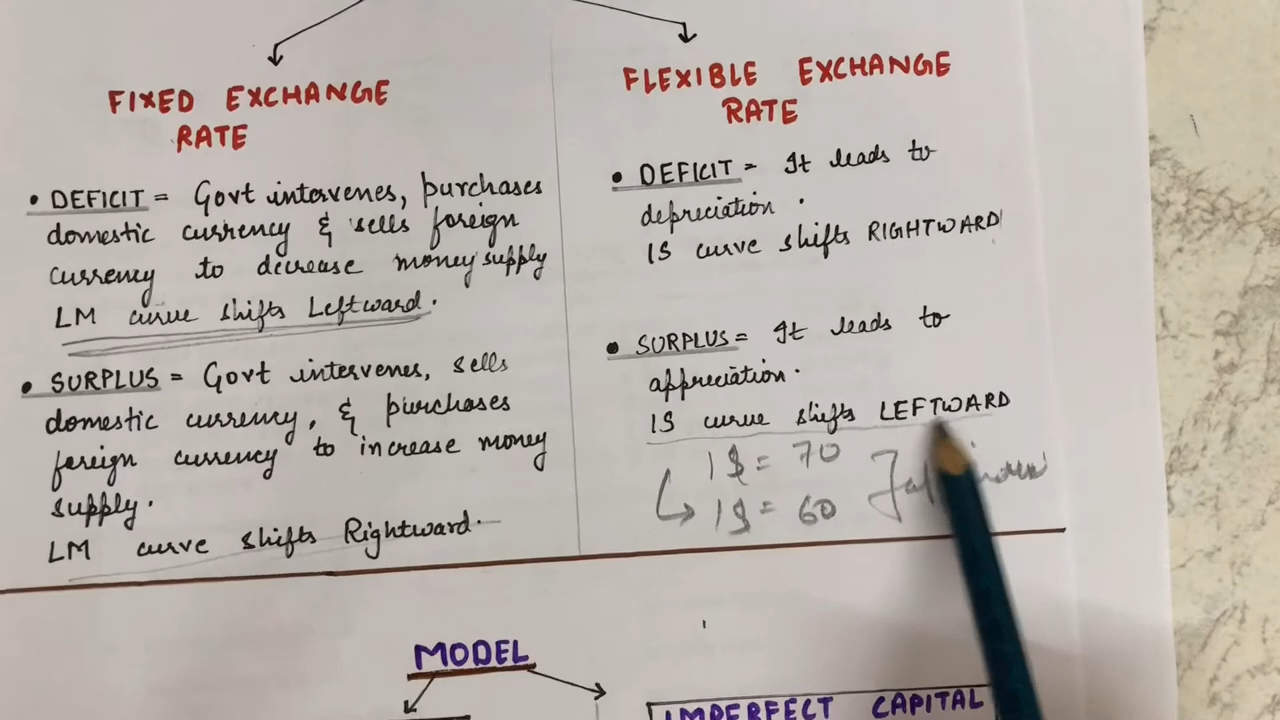 FIXED EXCHANGE
RATE
• DEFICIT = Govt intervenes, purchases
domestic currency & sells foreign
currency to decrease money supply
LM curve shifts Leftward.
• SURPLUS = Govt intervenes, sells
domestic currency, & purchases
foreign currency to increase money
supply.
LM curve shifts Rightward.
FLEXIBLE EXCHANGE
RATE
• DEFICIT = It leads to
depreciation.
IS curve shifts RIGHTWARD
• SURPLUS = It leads to
appreciation.
IS curve shifts LEFTWARD
1$ = 70
1$ = 60
MODEL
IMPERFECT CAPITAL